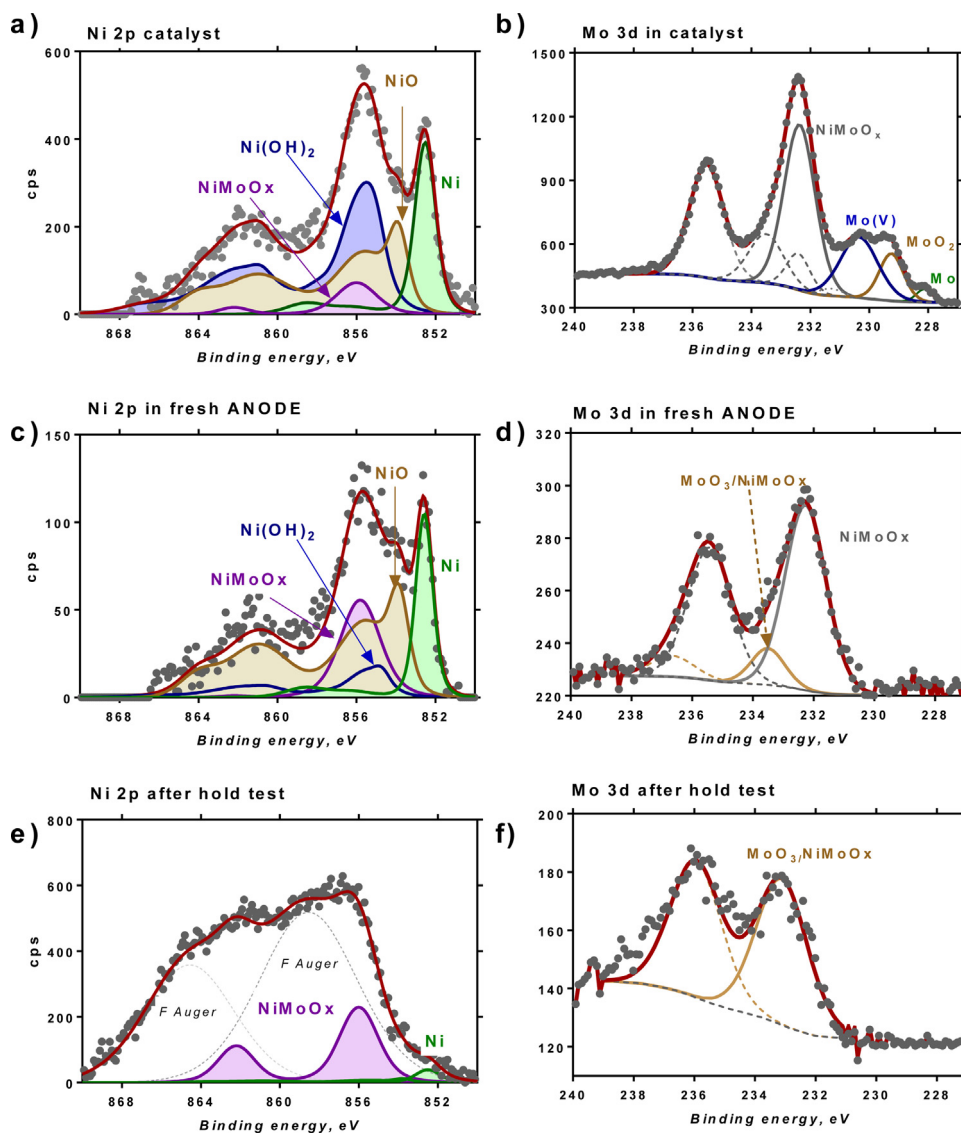 a)
Ni 2p catalyst
600
400
200
0
cps
NiO
Ni(OH)2
NiMoOx
Ni
868
864
860
856
852
Binding energy, eV
b)
Mo 3d in catalyst
1500
1200
900
600
300
NiMoOx
Mo(V)
MoO2
Mo
240
238
236
234
232
230
228
Binding energy, eV
c)
Ni 2p in fresh ANODE
150
100
50
0
cps
NiO
Ni(OH)2
NiMoOx
Ni
868
864
860
856
852
Binding energy, eV
d)
Mo 3d in fresh ANODE
320
300
280
260
240
220
MoO3/NiMoOx
NiMoOx
240
238
236
234
232
230
228
Binding energy, eV
e)
Ni 2p after hold test
800
600
400
200
0
cps
F Auger
F Auger
NiMoOx
Ni
868
864
860
856
852
Binding energy, eV
f)
Mo 3d after hold test
200
180
160
140
120
MoO3/NiMoOx
240
238
236
234
232
230
228
Binding energy, eV